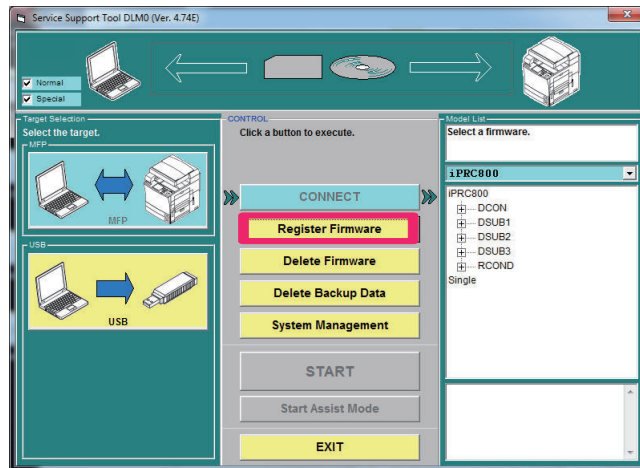 Service Support Tool DLM0 (Ver. 4.74E)
Normal
Special
Target Selection
Select the target.
MFP
MFP
USB
USB
CONTROL
Click a button to execute.
CONNECT
Register Firmware
Delete Firmware
Delete Backup Data
System Management
START
Start Assist Mode
EXIT
Model List
Select a firmware.
iPRC800
iPRC800
DCON
DSUB1
DSUB2
DSUB3
RCOND
Single